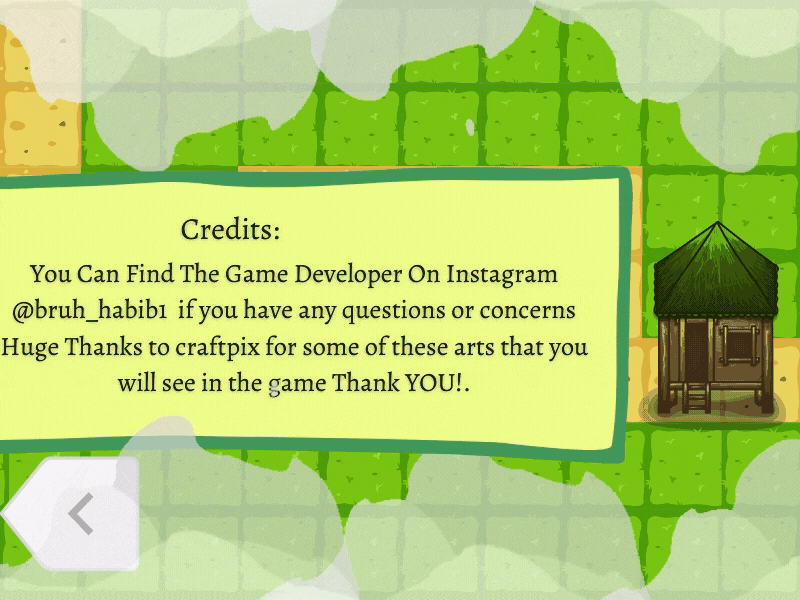 Credits:
You Can Find The Game Developer On Instagram
@bruh_habib1 if you have any questions or concerns
Huge Thanks to craftpix for some of these arts that you
will see in the game Thank YOU!.